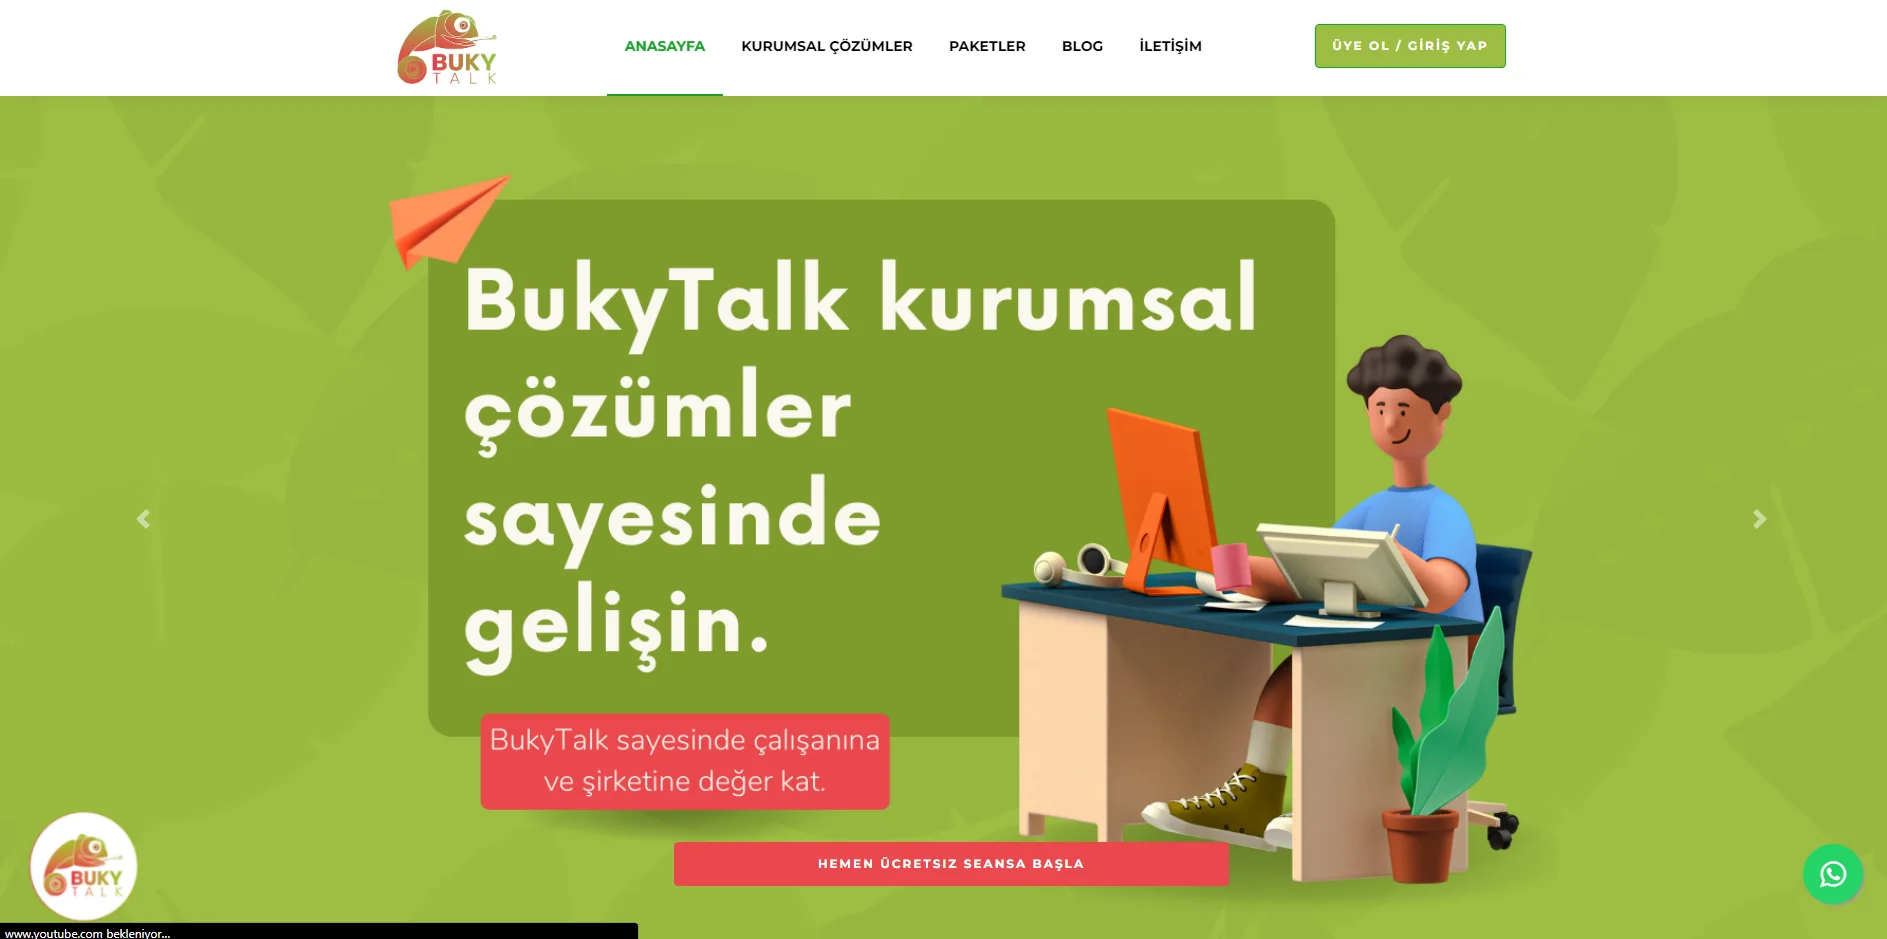 BUKY
TALK
ANASAYFA
KURUMSAL ÇÖZÜMLER
PAKETLER
BLOG
İLETİŞİM
ÜYE OL / GİRİŞ YAP
BukyTalk kurumsal
çözümler
sayesinde
gelişin.
BukyTalk sayesinde çalışanına
ve şirketine değer kat.
HEMEN ÜCRETSIZ SEANSA BAŞLA
BUKY
TALK
www.youtube.com bekleniyor...